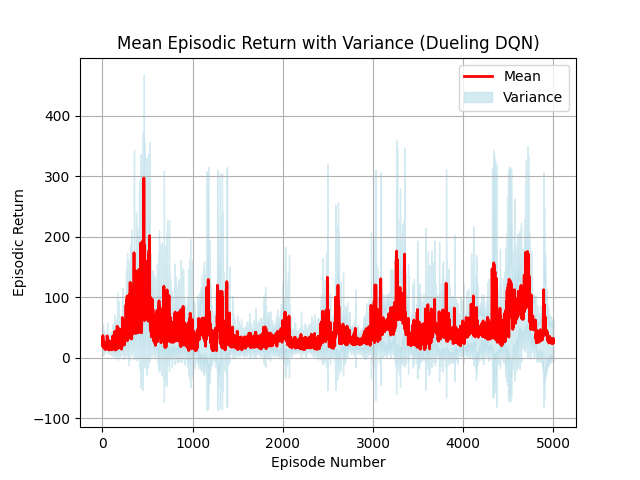 Mean Episodic Return with Variance (Dueling DQN)
Mean
Variance
Episodic Return
400
300
200
100
0
−100
0 1000 2000 3000 4000 5000
Episode Number